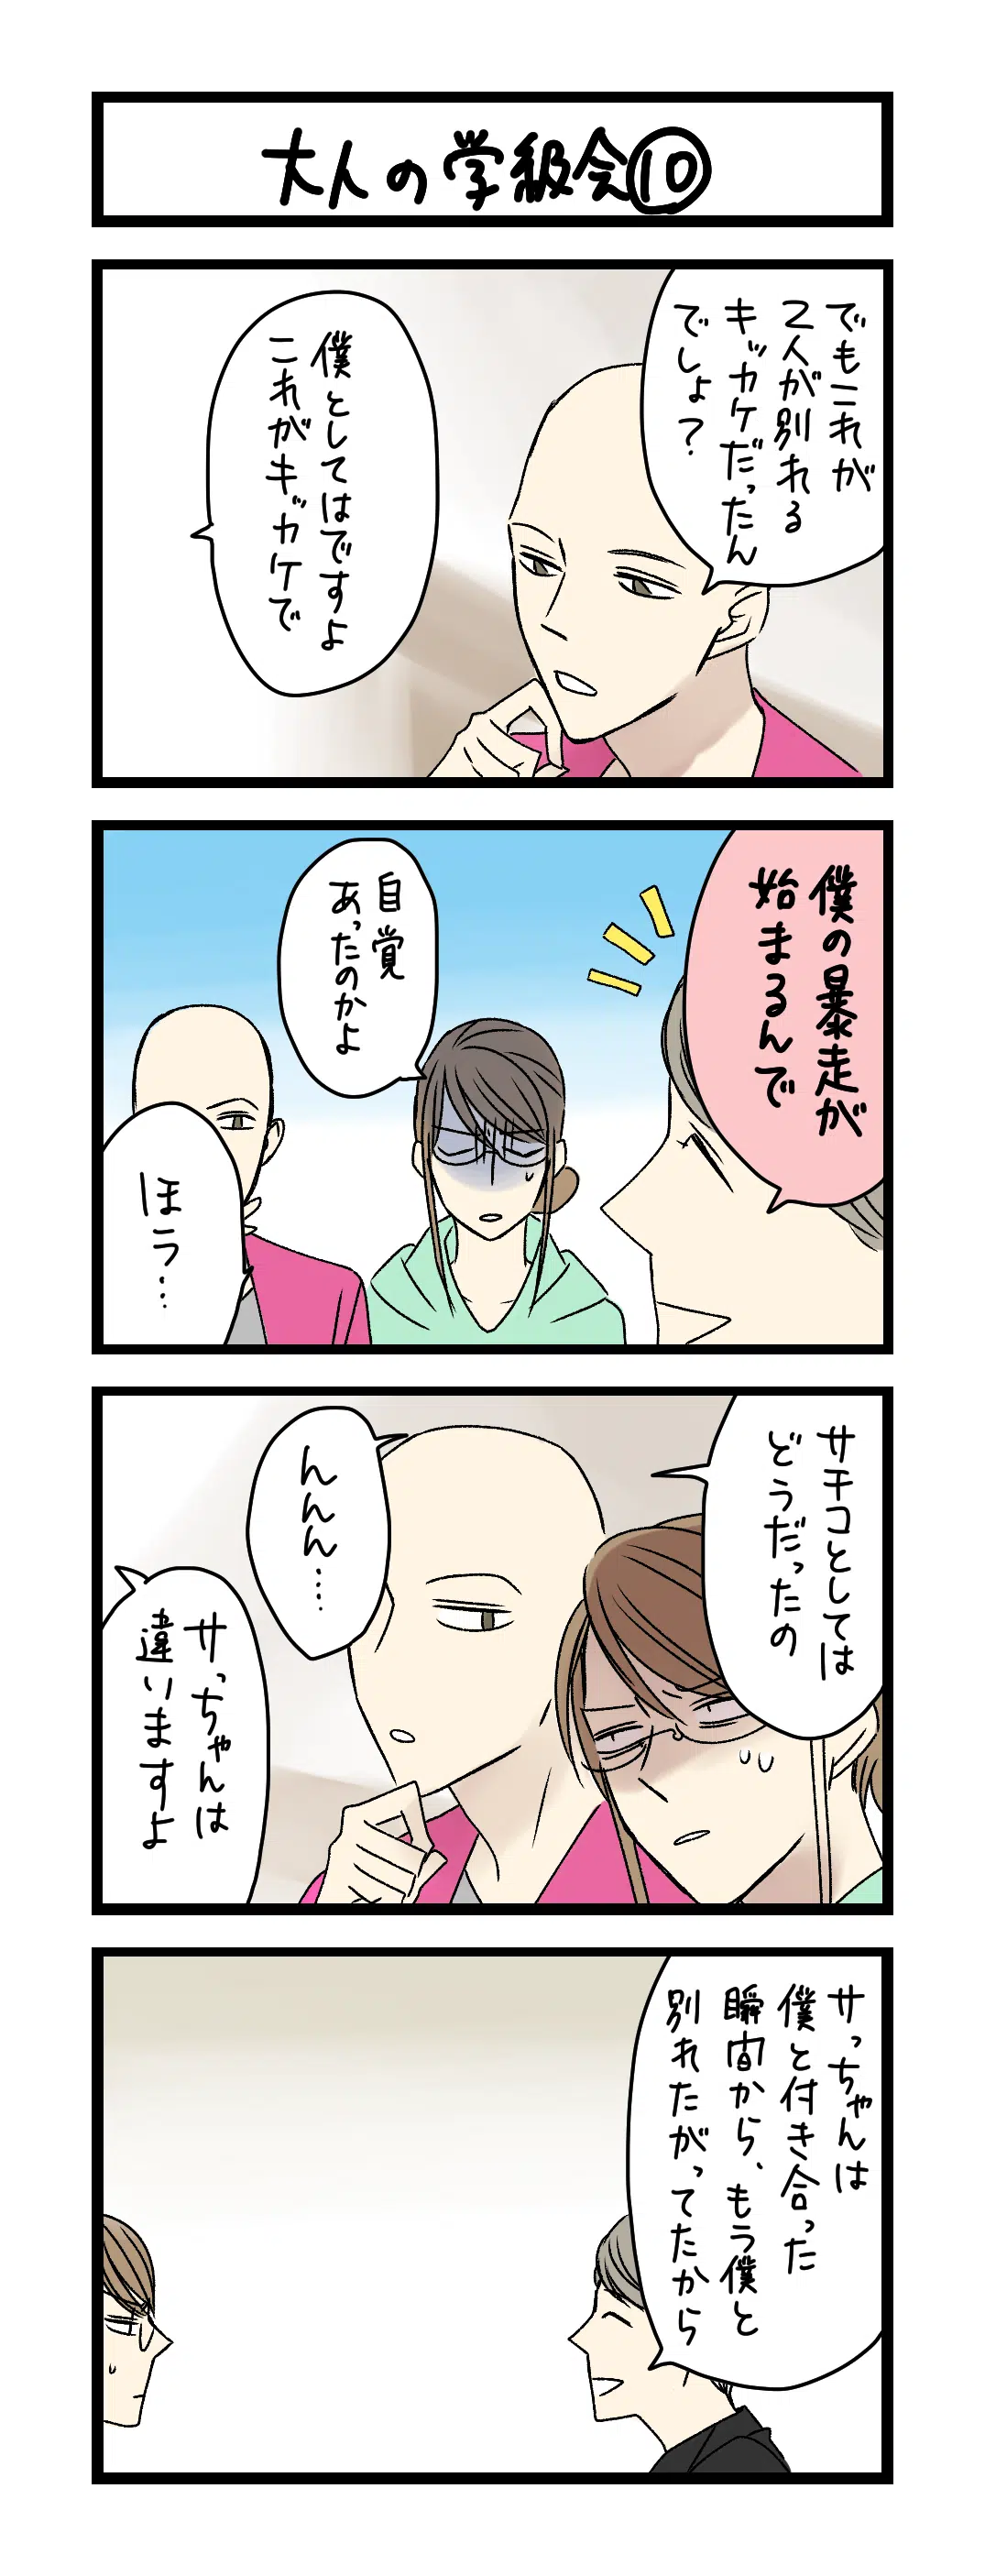 大人の学級会⑩
でもこれが
2人が別れる
キッカケだったん
でしょ?
僕としてはですよ
これがキッカケで
僕の暴走が
始まるんで
自覚
あったのかよ
ほう…
サチコとしては
どうだったの
んんん…
サっちゃんは
違いますよ
サっちゃんは
僕と付き合った
瞬間から、もう僕と
別れたがってたから